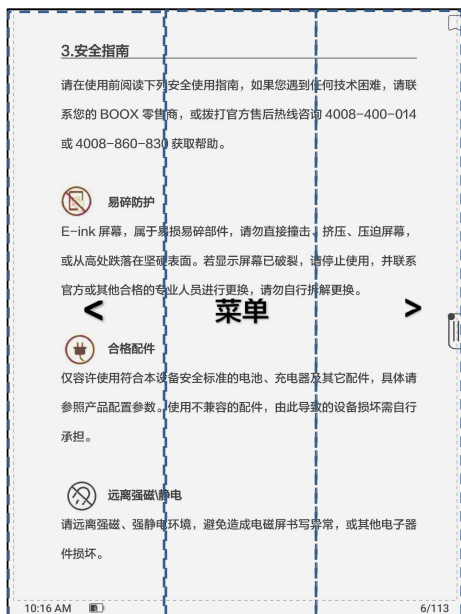 3.安全指南
请在使用前阅读下列安全使用指南，如果您遇到任何技术困难，请联
系您的 BOOX 零售商，或拨打官方售后热线咨询 4008-400-014
或 4008-860-830 获取帮助。
易碎防护
E-ink 屏幕，属于易损易碎部件，请勿直接撞击、挤压、压迫屏幕，
或从高处跌落在坚硬表面。若显示屏幕已破裂，请停止使用，并联系
官方或其他合格的专业人员进行更换，请勿自行拆解更换。
< 菜单 >
合格配件
仅容许使用符合本设备安全标准的电池、充电器及其它配件，具体请
参照产品配置参数。使用不兼容的配件，由此导致的设备损坏需自行
承担。
远离强磁\静电
请远离强磁、强静电环境，避免造成电磁屏书写异常，或其他电子器
件损坏。
10:16 AM 6/113